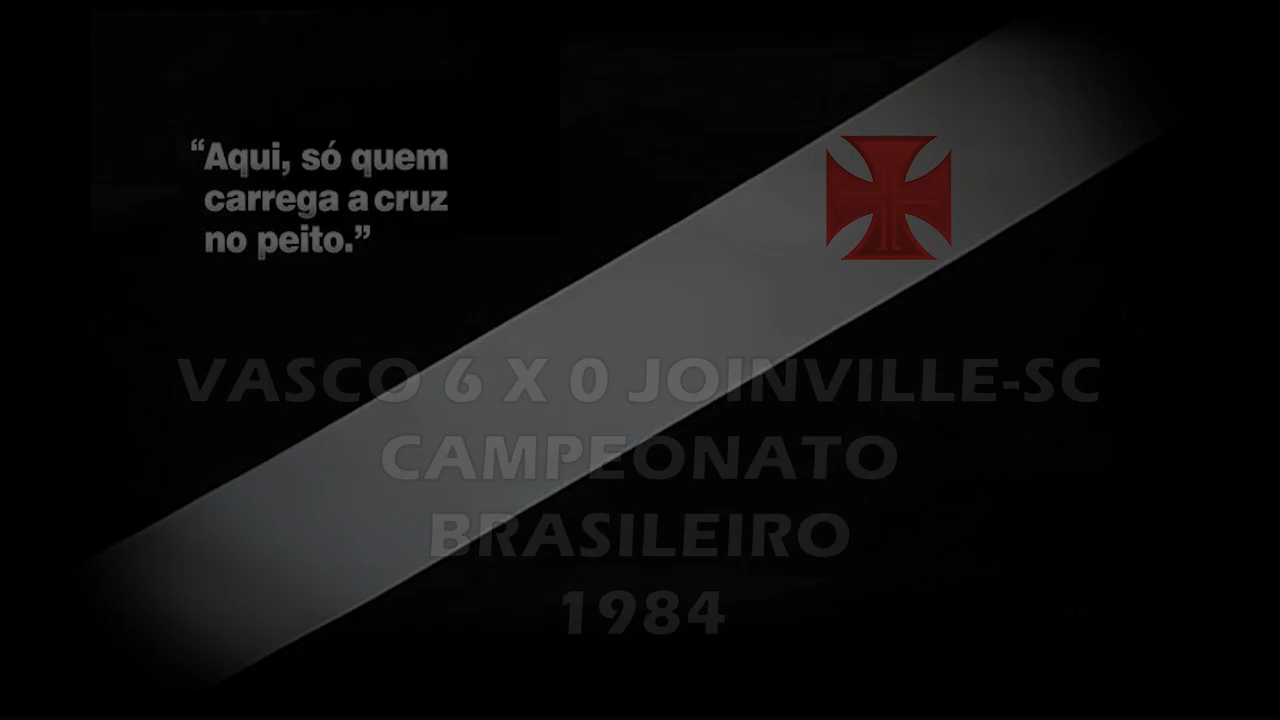 “Aqui, só quem
carrega a cruz
no peito.”
VASCO 6 X 0 JOINVILLE-SC
CAMPEONATO
BRASILEIRO
1984